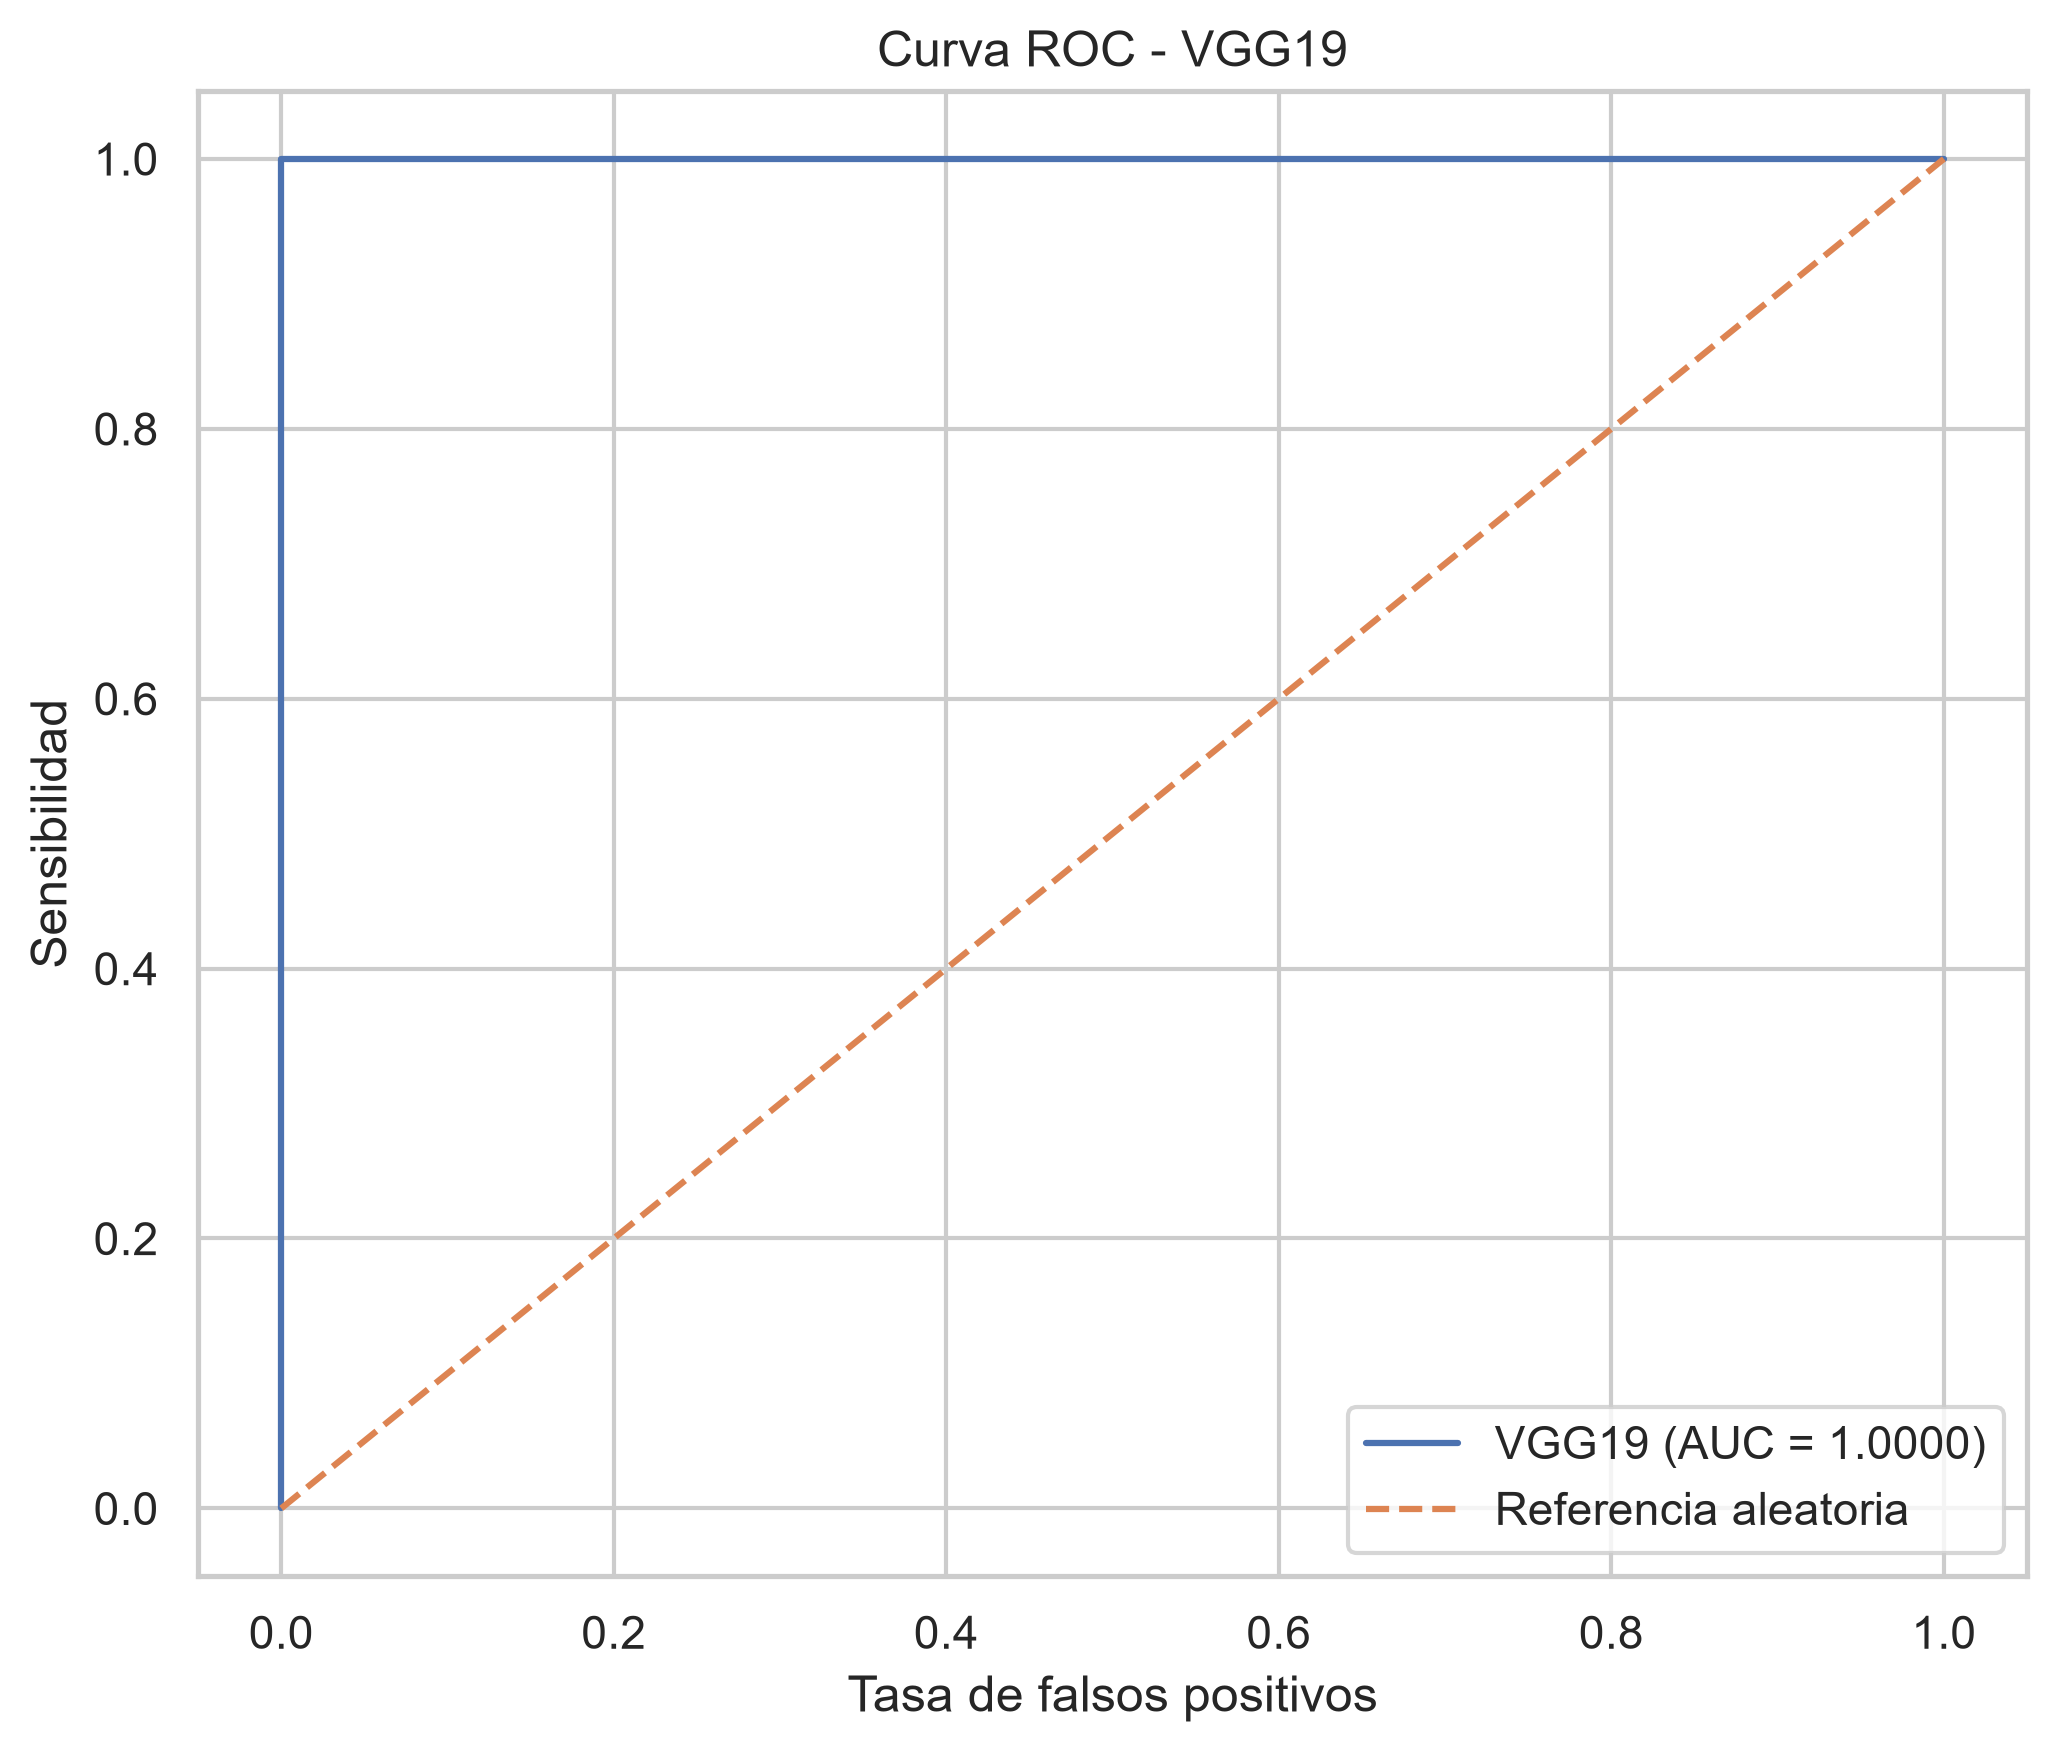 Curva ROC - VGG19
1.0
0.8
0.6
0.4
0.2
0.0
Sensibilidad
VGG19 (AUC = 1.0000)
Referencia aleatoria
0.0 0.2 0.4 0.6 0.8 1.0
Tasa de falsos positivos